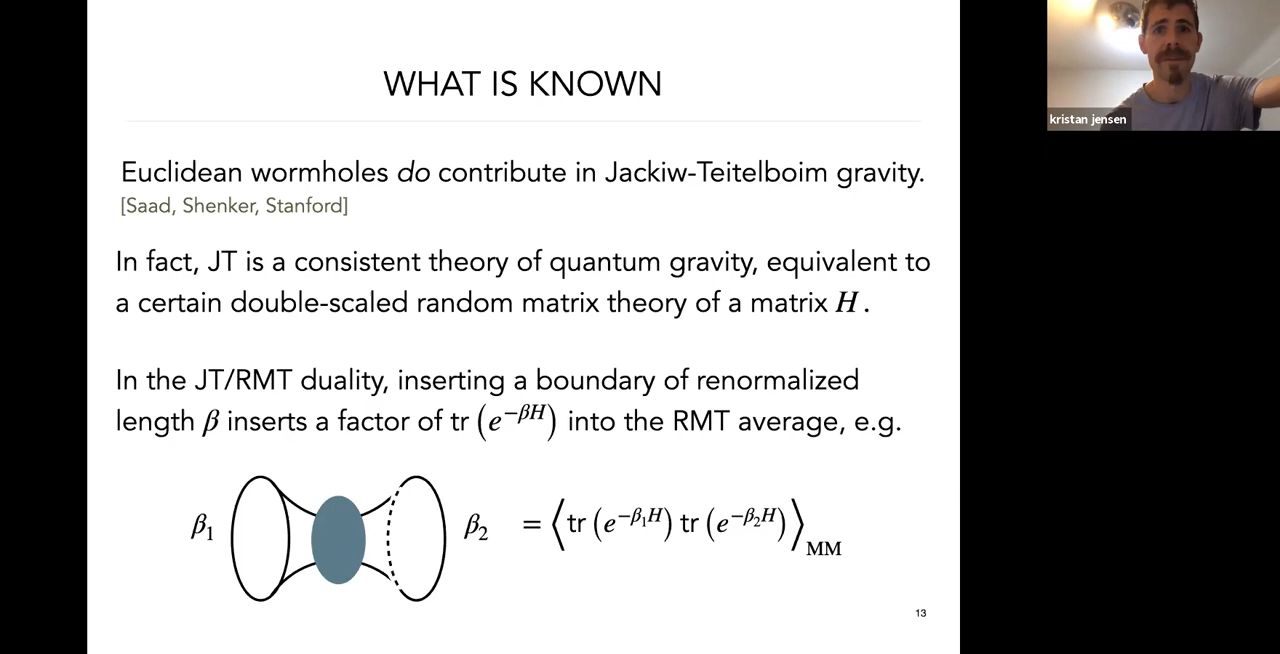 WHAT IS KNOWN
kristan jensen
Euclidean wormholes do contribute in Jackiw-Teitelboim gravity.
[Saad, Shenker, Stanford]
In fact, JT is a consistent theory of quantum gravity, equivalent to
a certain double-scaled random matrix theory of a matrix H.
In the JT/RMT duality, inserting a boundary of renormalized
length β inserts a factor of tr (e^{−βH}) into the RMT average, e.g.
β₁ β₂ = ⟨tr (e^{−β₁H}) tr (e^{−β₂H})⟩_MM
13